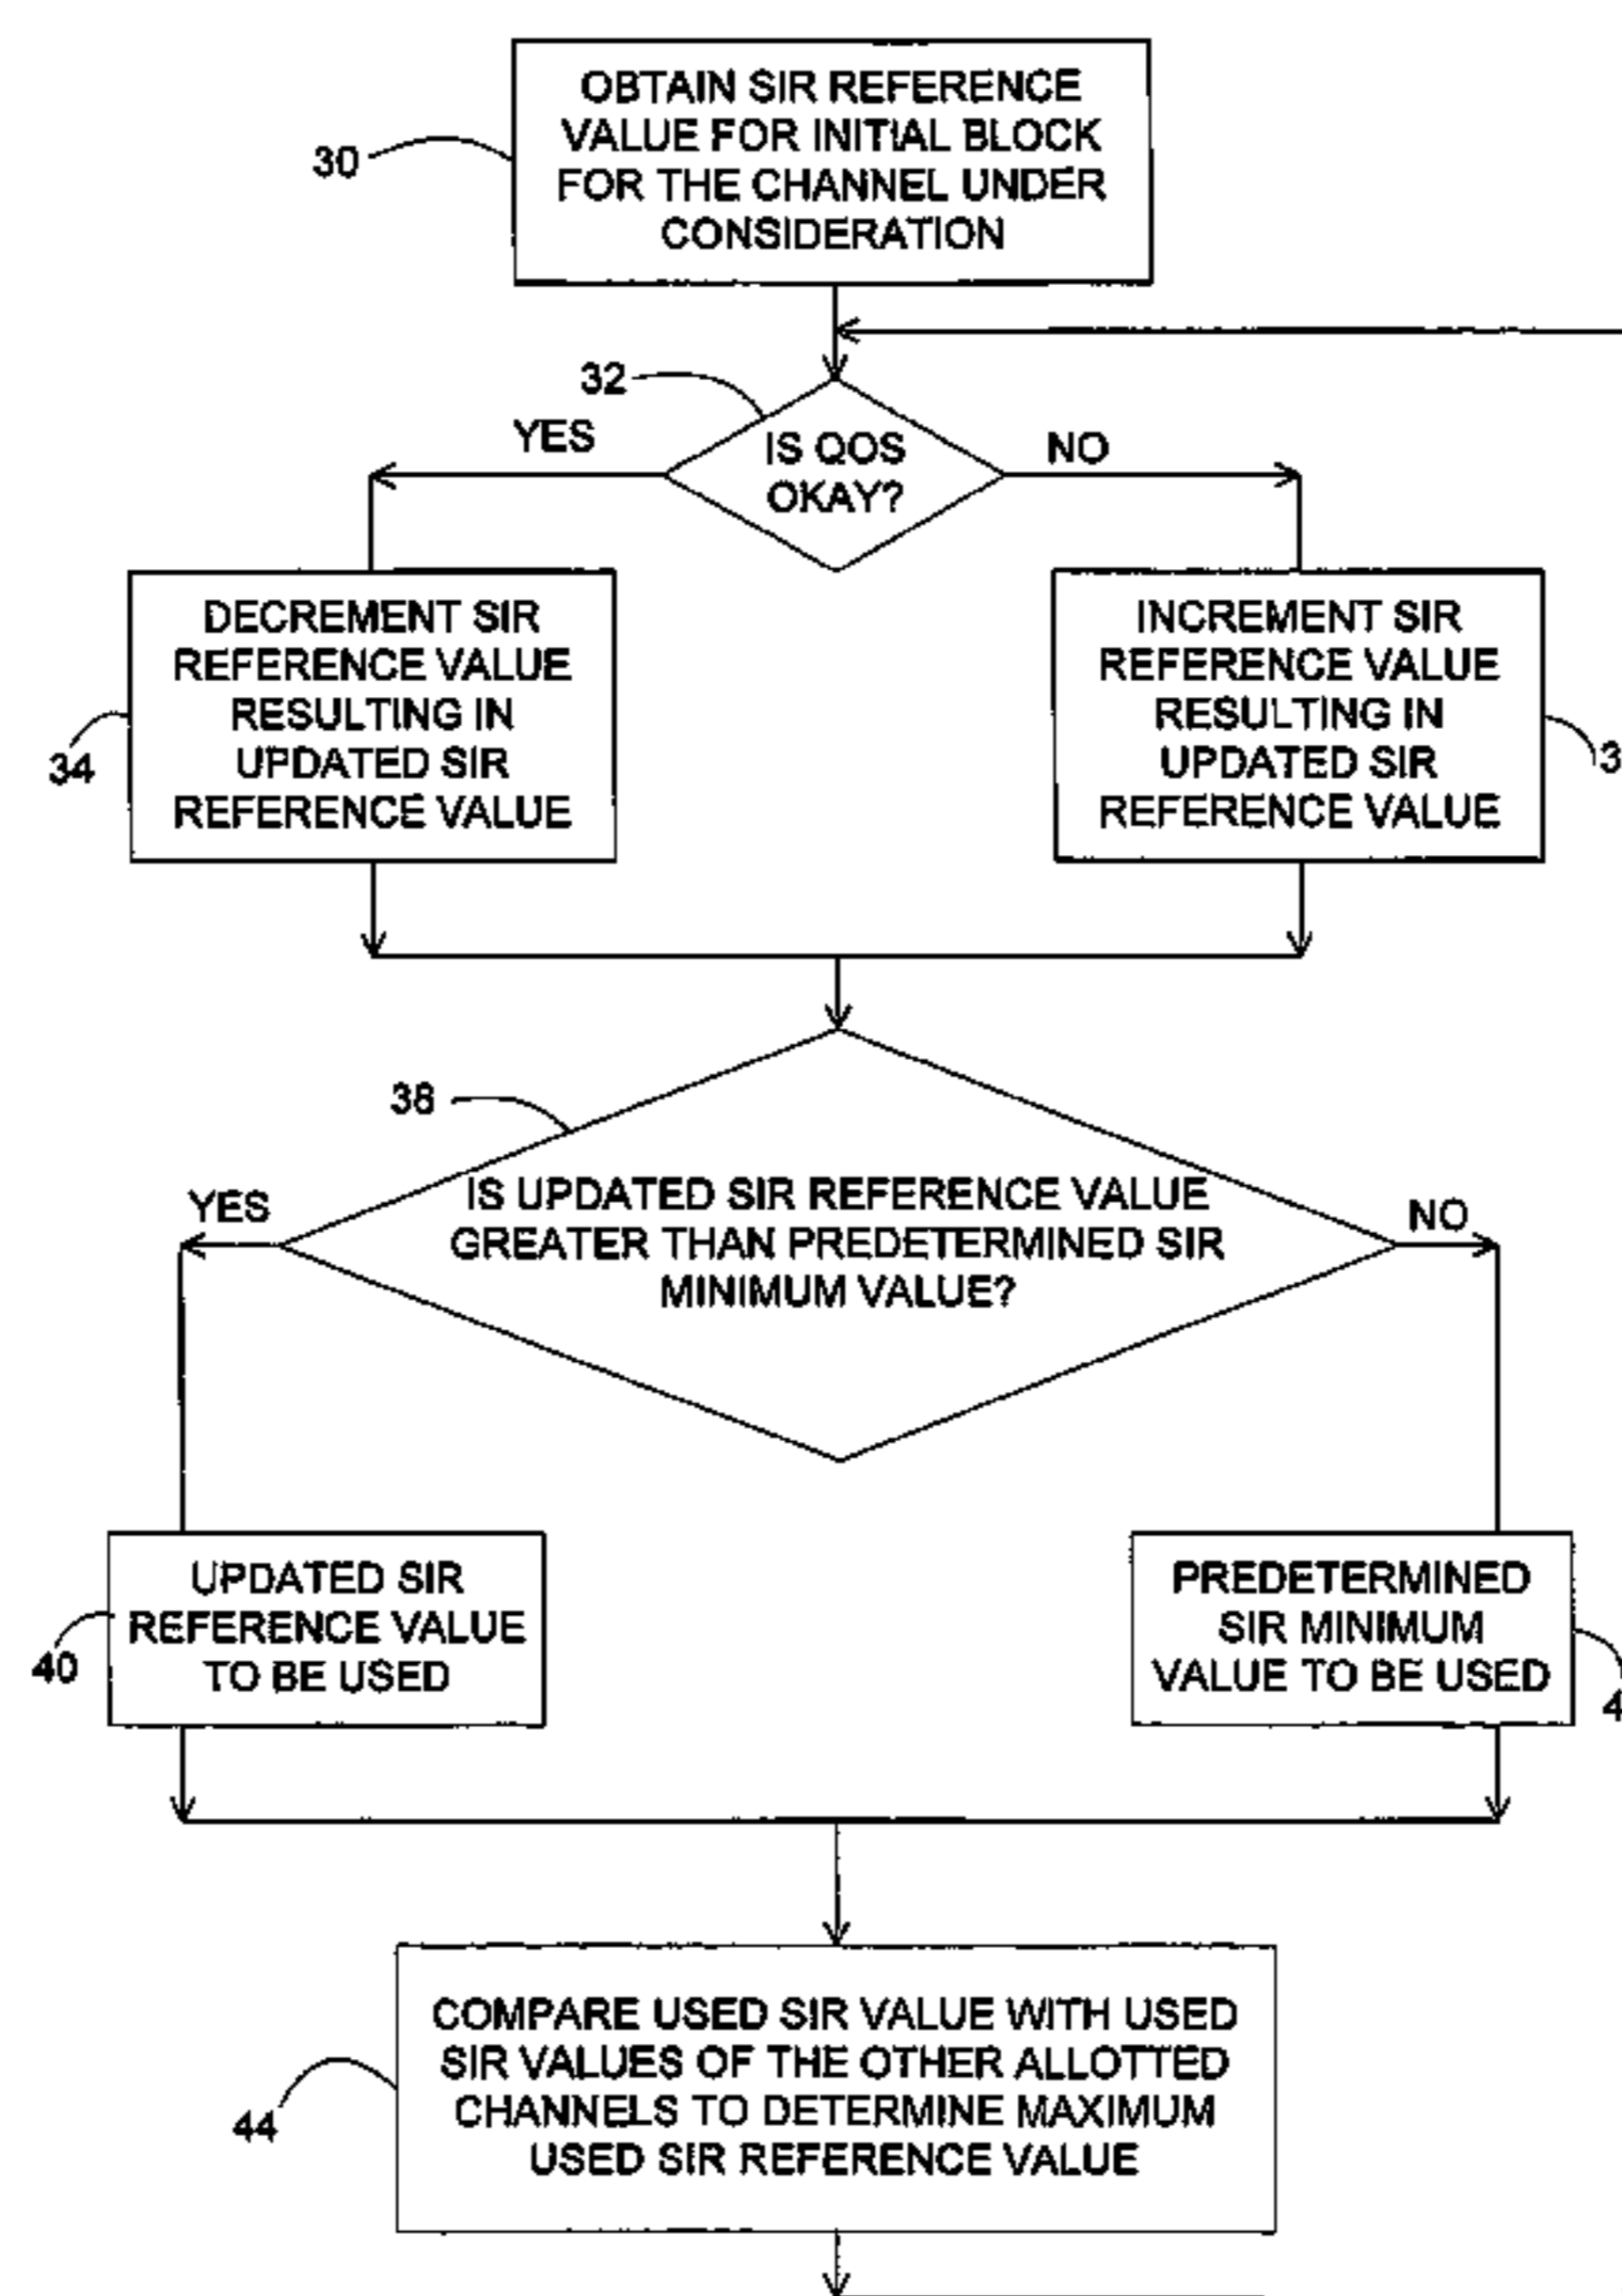 OBTAIN SIR REFERENCE
VALUE FOR INITIAL BLOCK
FOR THE CHANNEL UNDER
CONSIDERATION
30
32
YES
IS QOS
OKAY?
NO
DECREMENT SIR
REFERENCE VALUE
RESULTING IN
UPDATED SIR
REFERENCE VALUE
34
INCREMENT SIR
REFERENCE VALUE
RESULTING IN
UPDATED SIR
REFERENCE VALUE
3
38
YES
IS UPDATED SIR REFERENCE VALUE
GREATER THAN PREDETERMINED SIR
MINIMUM VALUE?
NO
UPDATED SIR
REFERENCE VALUE
TO BE USED
40
PREDETERMINED
SIR MINIMUM
VALUE TO BE USED
4
COMPARE USED SIR VALUE WITH USED
SIR VALUES OF THE OTHER ALLOTTED
CHANNELS TO DETERMINE MAXIMUM
USED SIR REFERENCE VALUE
44